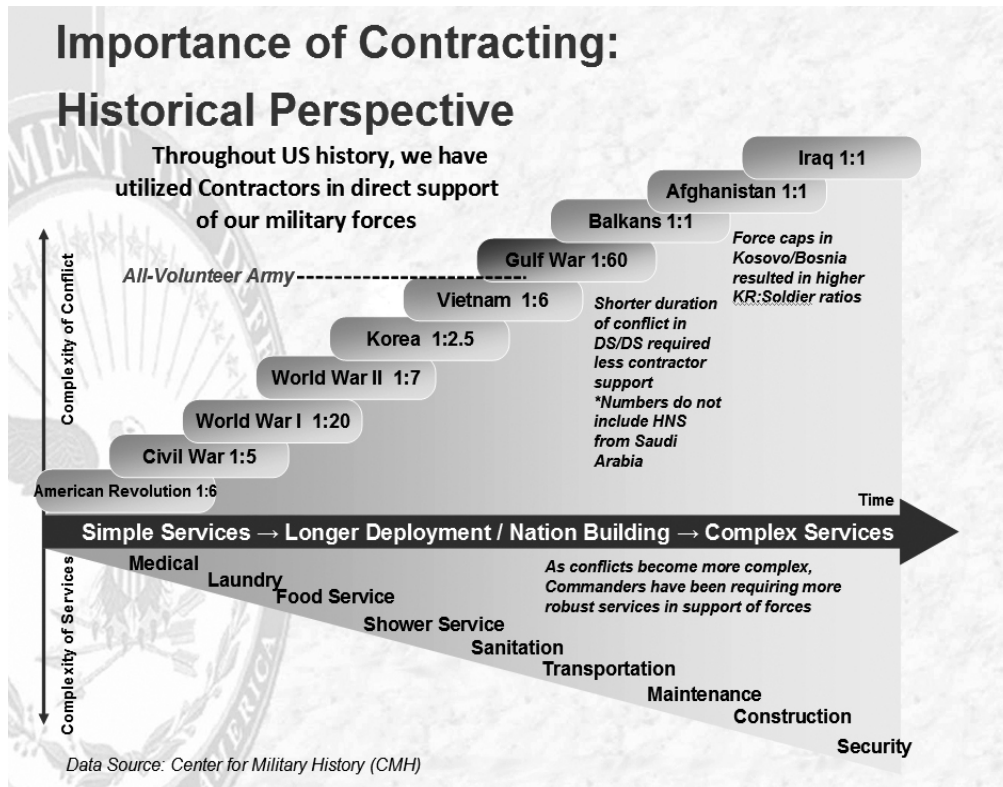 Importance of Contracting:
Historical Perspective
Throughout US history, we have
utilized Contractors in direct support
of our military forces
Iraq 1:1
Afghanistan 1:1
Balkans 1:1
Gulf War 1:60
All-Volunteer Army
Vietnam 1:6
Korea 1:2.5
World War II 1:7
World War I 1:20
Civil War 1:5
American Revolution 1:6
Force caps in
Kosovo/Bosnia
resulted in higher
KR:Soldier ratios
Shorter duration
of conflict in
DS/DS required
less contractor
support
*Numbers do not
include HNS
from Saudi
Arabia
Complexity of Conflict
Time
Simple Services → Longer Deployment / Nation Building → Complex Services
Complexity of Services
Medical
Laundry
Food Service
Shower Service
Sanitation
Transportation
Maintenance
Construction
Security
As conflicts become more complex,
Commanders have been requiring more
robust services in support of forces
Data Source: Center for Military History (CMH)